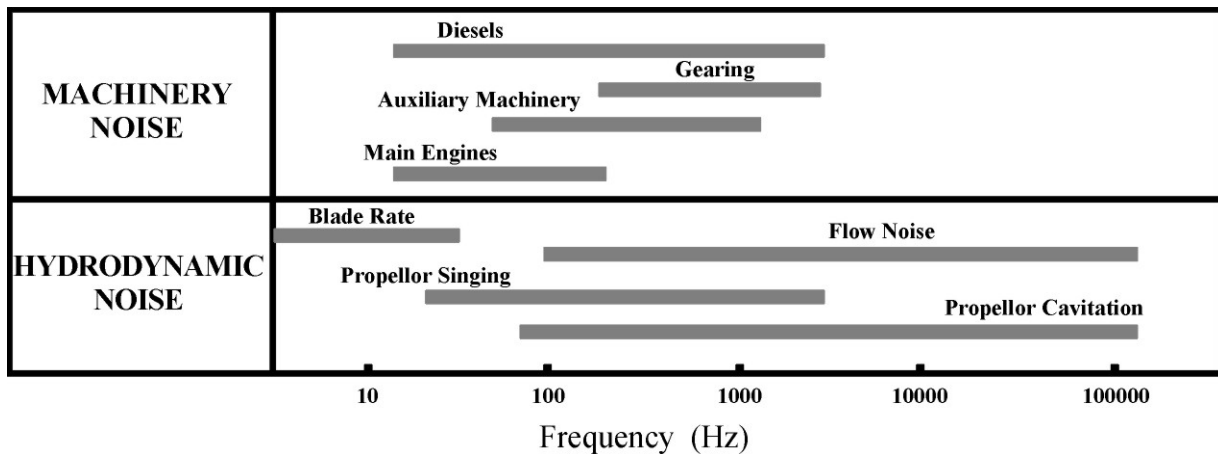 Diesels
Gearing
MACHINERY
NOISE
Auxiliary Machinery
Main Engines
Blade Rate
Flow Noise
HYDRODYNAMIC
NOISE
Propellor Singing
Propellor Cavitation
10 100 1000 10000 100000
Frequency (Hz)